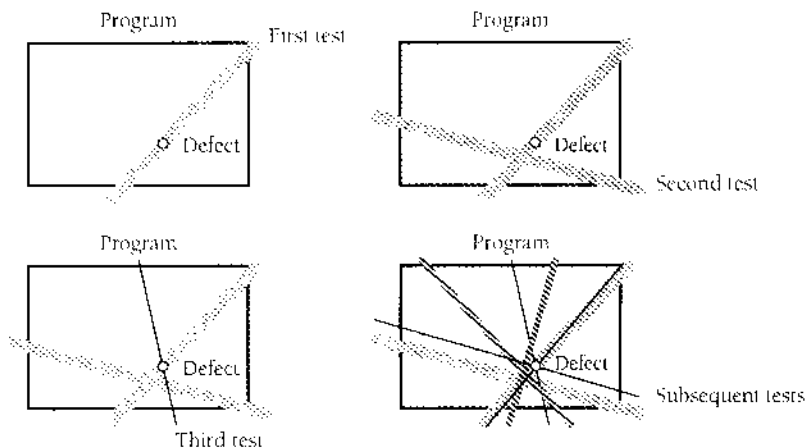 Program
First test
Defect
Program
Defect
Second test
Program
Defect
Third test
Program
Defect
Subsequent tests